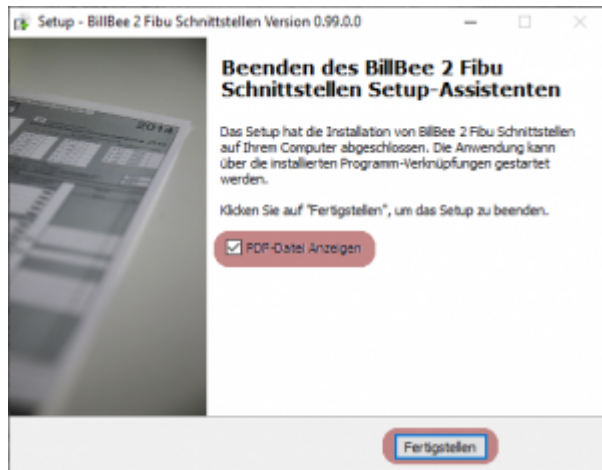 Setup - BillBee 2 Fibu Schnittstellen Version 0.99.0.0
Beenden des BillBee 2 Fibu
Schnittstellen Setup-Assistenten
Das Setup hat die Installation von BillBee 2 Fibu Schnittstellen
auf Ihrem Computer abgeschlossen. Die Anwendung kann
über die installierten Programm-Verknüpfungen gestartet
werden.
Klicken Sie auf "Fertigstellen", um das Setup zu beenden.
PDF-Datei Anzeigen
2014
Fertigstellen